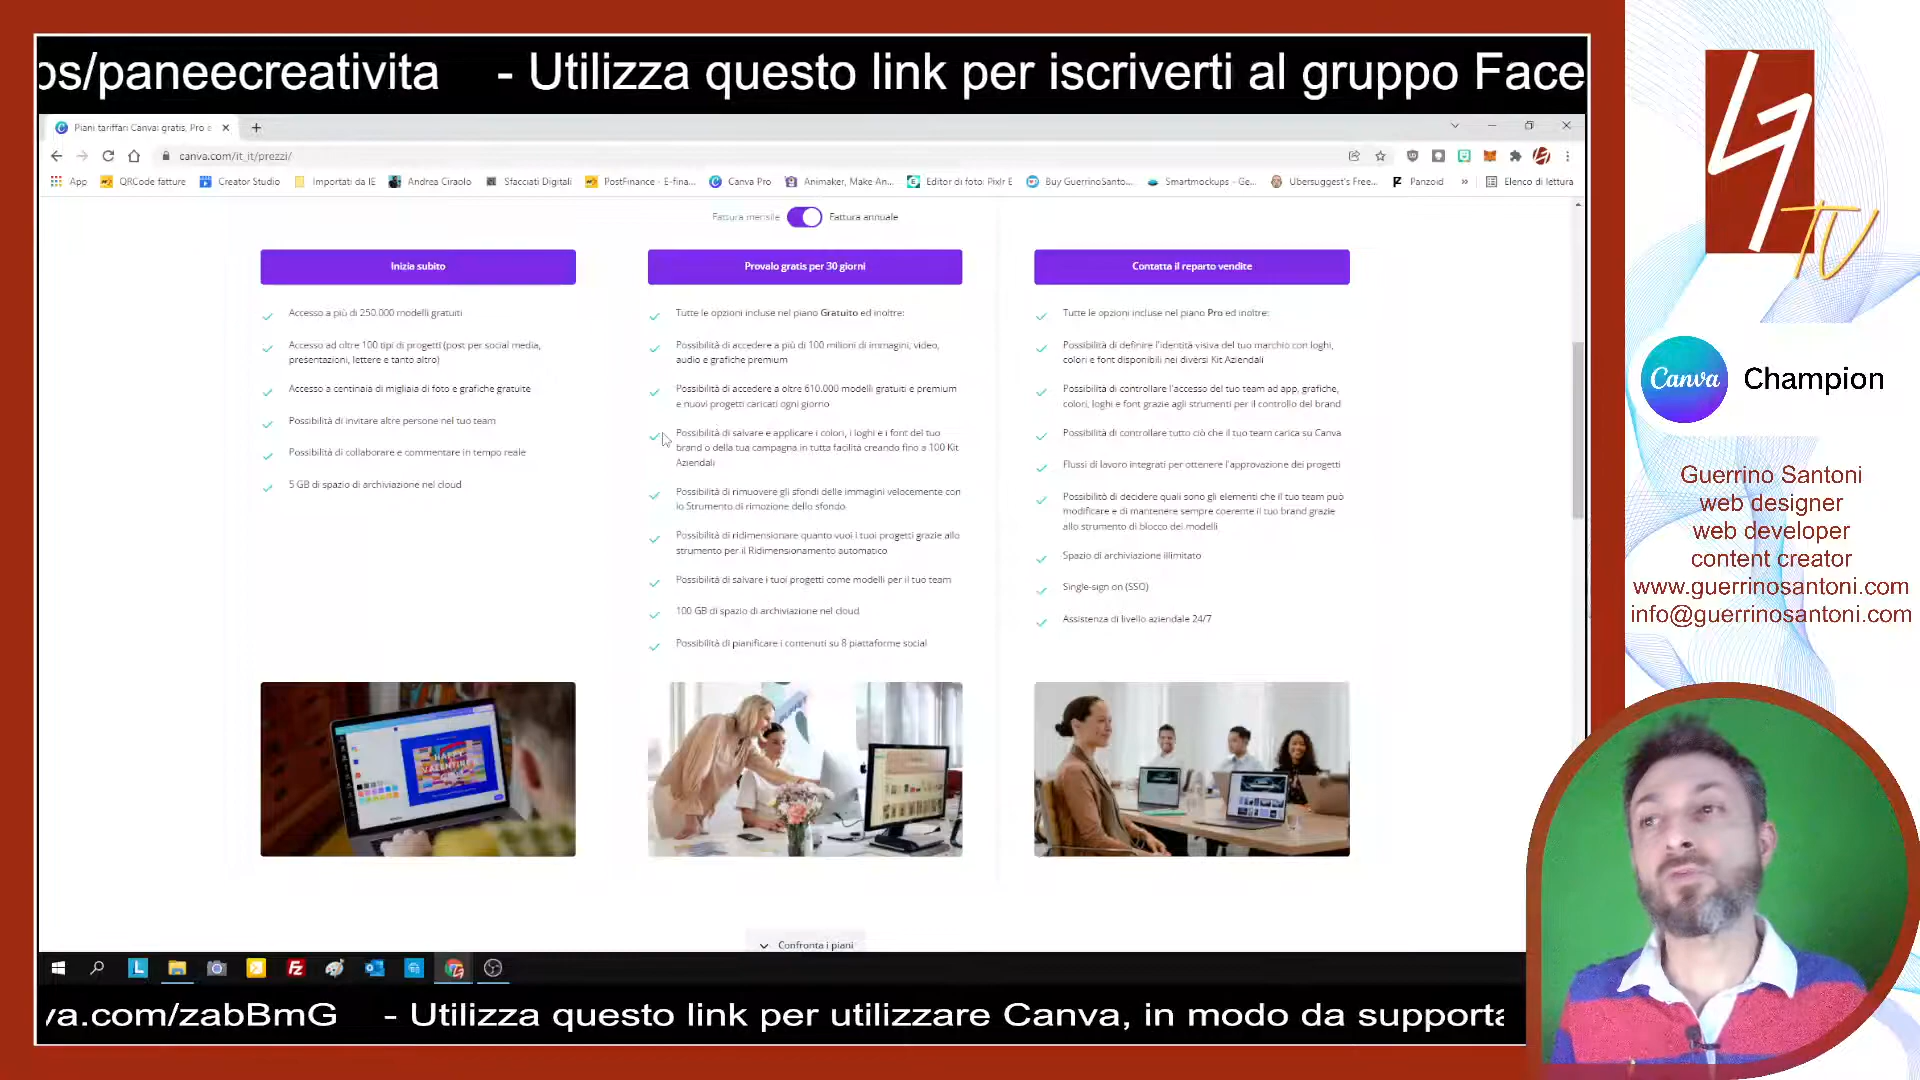 os/paneecreativita - Utilizza questo link per iscriverti al gruppo Face
Piani tariffari Canva: gratis, Pro e
canva.com/it_it/prezzi/
App
QRCode fatture
Creator Studio
Importati da IE
Andrea Ciraolo
Sfacciati Digitali
PostFinance - E-fina...
Canva Pro
Animaker, Make An...
Editor di foto: Pixlr E
Buy GuerrinoSanto...
Smartmockups - Ge...
Ubersuggest's Free...
Panzoid
»
Elenco di lettura
Fattura mensile
Fattura annuale
Inizia subito
Accesso a più di 250.000 modelli gratuiti
Accesso ad oltre 100 tipi di progetti (post per social media,
presentazioni, lettere e tanto altro)
Accesso a centinaia di migliaia di foto e grafiche gratuite
Possibilità di invitare altre persone nel tuo team
Possibilità di collaborare e commentare in tempo reale
5 GB di spazio di archiviazione nel cloud
Provalo gratis per 30 giorni
Tutte le opzioni incluse nel piano Gratuito ed inoltre:
Possibilità di accedere a più di 100 milioni di immagini, video,
audio e grafiche premium
Possibilità di accedere a oltre 610.000 modelli gratuiti e premium
e nuovi progetti caricati ogni giorno
Possibilità di salvare e applicare i colori, i loghi e i font del tuo
brand o della tua campagna in tutta facilità creando fino a 100 Kit
Aziendali
Possibilità di rimuovere gli sfondi delle immagini velocemente con
lo Strumento di rimozione dello sfondo
Possibilità di ridimensionare quanto vuoi i tuoi progetti grazie allo
strumento per il Ridimensionamento automatico
Possibilità di salvare i tuoi progetti come modelli per il tuo team
100 GB di spazio di archiviazione nel cloud
Possibilità di pianificare i contenuti su 8 piattaforme social
Contatta il reparto vendite
Tutte le opzioni incluse nel piano Pro ed inoltre:
Possibilità di definire l'identità visiva del tuo marchio con loghi,
colori e font disponibili nei diversi Kit Aziendali
Possibilità di controllare l'accesso del tuo team ad app, grafiche,
colori, loghi e font grazie agli strumenti per il controllo del brand
Possibilità di controllare tutto ciò che il tuo team carica su Canva
Flussi di lavoro integrati per ottenere l'approvazione dei progetti
Possibilità di decidere quali sono gli elementi che il tuo team può
modificare e di mantenere sempre coerente il tuo brand grazie
allo strumento di blocco dei modelli
Spazio di archiviazione illimitato
Single-sign on (SSO)
Assistenza di livello aziendale 24/7
HAPPY
VALENTINE'S
Confronta i piani
va.com/zabBmG - Utilizza questo link per utilizzare Canva, in modo da supporta
TV
Canva Champion
Guerrino Santoni
web designer
web developer
content creator
www.guerrinosantoni.com
info@guerrinosantoni.com